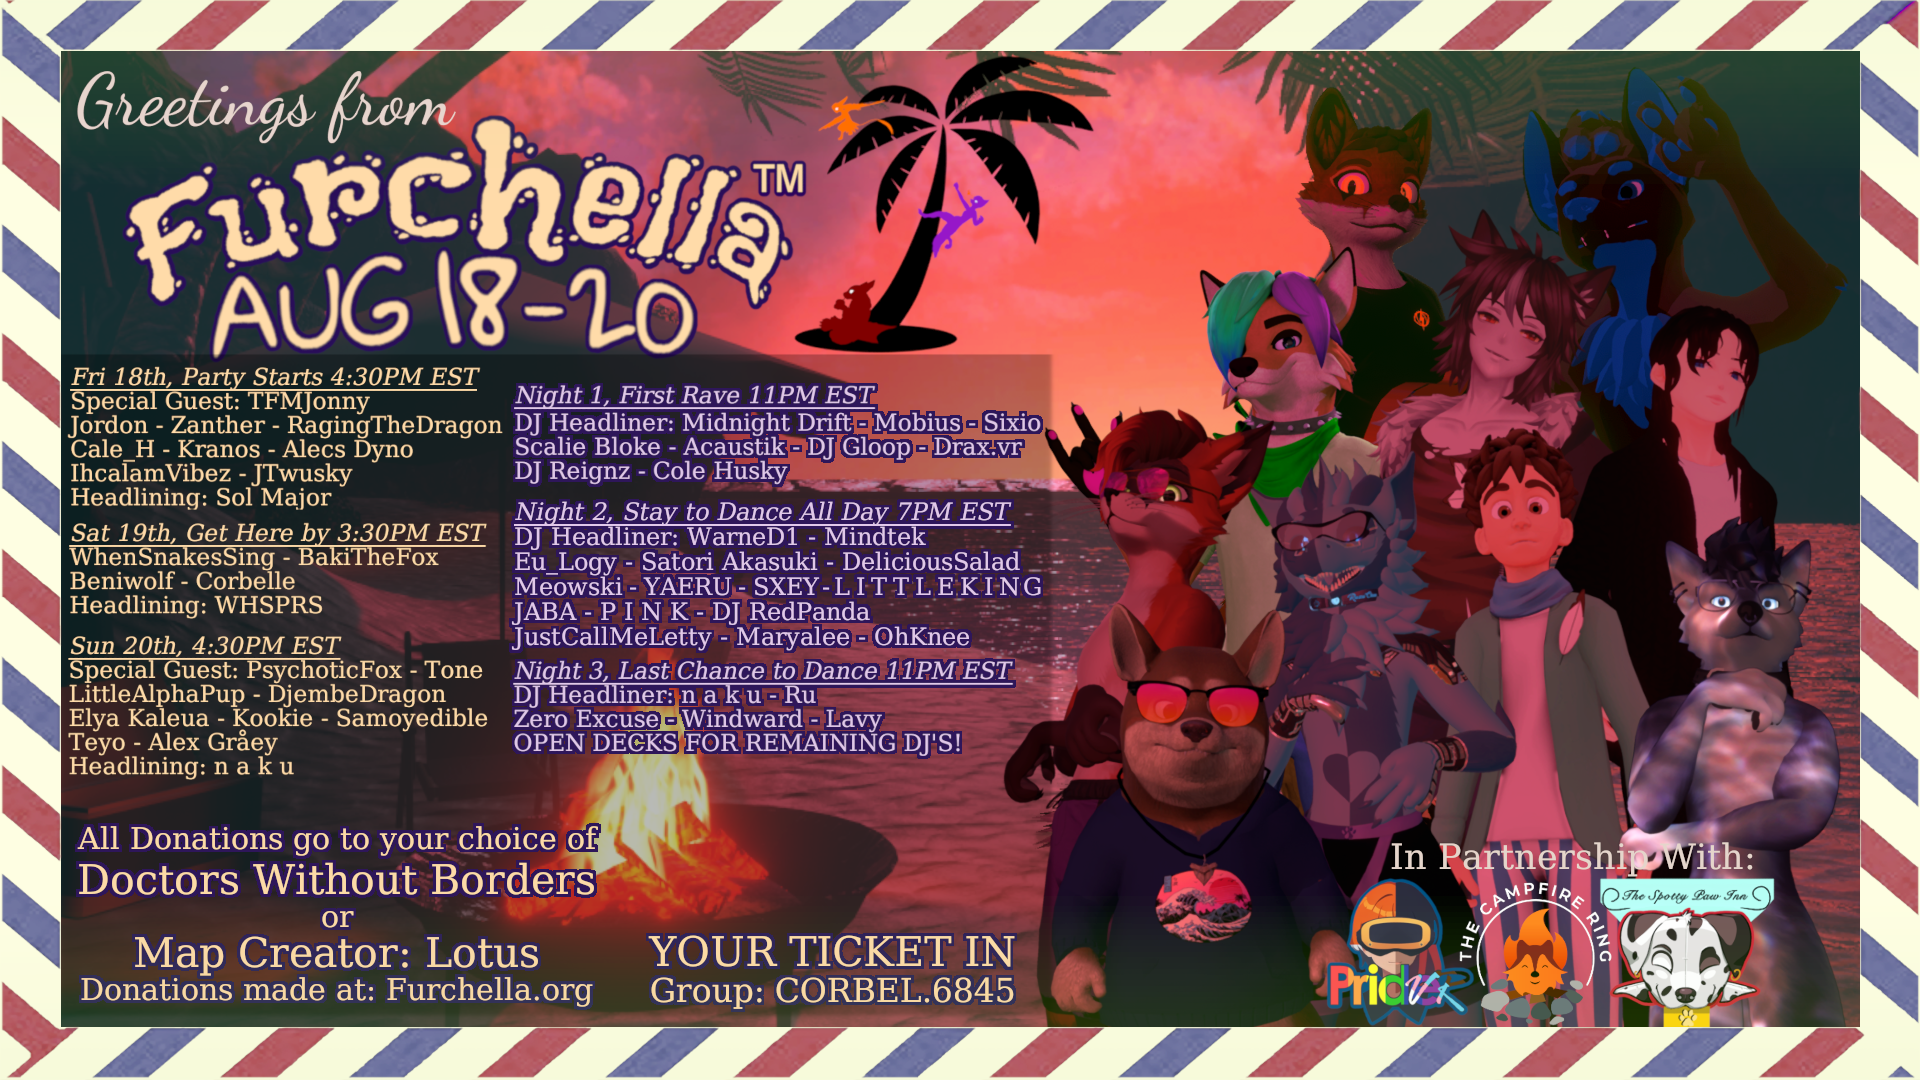 Greetings from
Furchella™
AUG 18-20
Fri 18th, Party Starts 4:30PM EST
Special Guest: TFMJonny
Jordon - Zanther - RagingTheDragon
Cale_H - Kranos - Alecs Dyno
IhcalamVibez - JTwusky
Headlining: Sol Major
Sat 19th, Get Here by 3:30PM EST
WhenSnakesSing - BakiTheFox
Beniwolf - Corbelle
Headlining: WHSPRS
Sun 20th, 4:30PM EST
Special Guest: PsychoticFox - Tone
LittleAlphaPup - DjembeDragon
Elya Kaleua - Kookie - Samoyedible
Teyo - Alex Gråey
Headlining: n a k u
Night 1, First Rave 11PM EST
DJ Headliner: Midnight Drift - Mobius - Sixio
Scalie Bloke - Acaustik - DJ Gloop - Drax.vr
DJ Reignz - Cole Husky
Night 2, Stay to Dance All Day 7PM EST
DJ Headliner: WarneD1 - Mindtek
Eu_Logy - Satori Akasuki - DeliciousSalad
Meowski - YAERU - SXEY - L I T T L E K I N G
JABA - P I N K - DJ RedPanda
JustCallMeLetty - Maryalee - OhKnee
Night 3, Last Chance to Dance 11PM EST
DJ Headliner: n a k u - Ru
Zero Excuse - Windward - Lavy
OPEN DECKS FOR REMAINING DJ'S!
All Donations go to your choice of
Doctors Without Borders
or
Map Creator: Lotus
Donations made at: Furchella.org
YOUR TICKET IN
Group: CORBEL.6845
In Partnership With:
PrideVR
THE CAMPFIRE RING
The Spotty Paw Inn